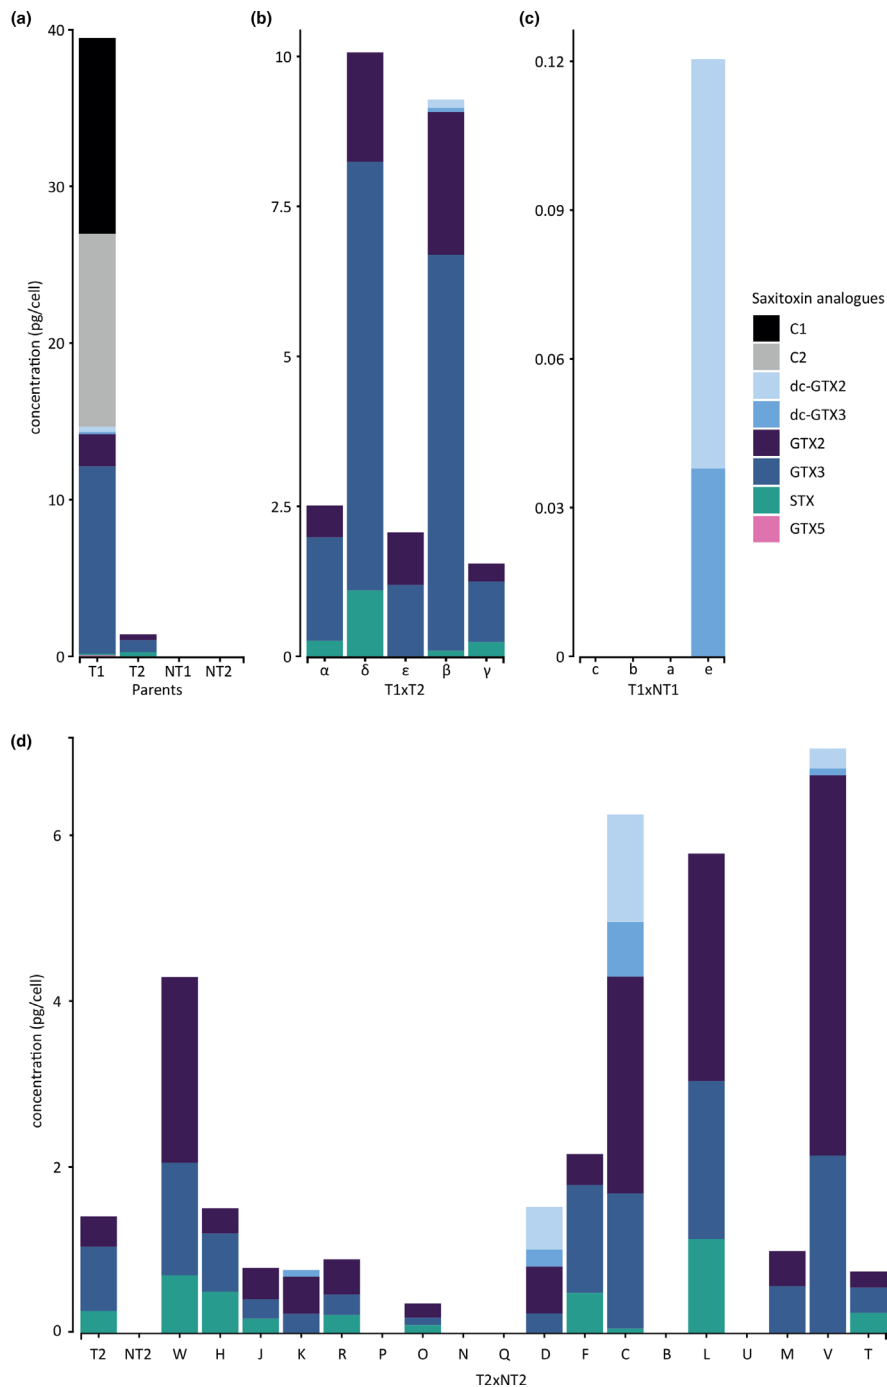 (a)
40
30
20
10
0
concentration (pg/cell)
T1 T2 NT1 NT2
Parents
(b)
10
7.5
5
2.5
0
α δ ε β γ
T1xT2
(c)
0.12
0.09
0.06
0.03
0
c b a e
T1xNT1
Saxitoxin analogues
C1
C2
dc-GTX2
dc-GTX3
GTX2
GTX3
STX
GTX5
(d)
6
4
2
0
concentration (pg/cell)
T2 NT2 W H J K R P O N Q D F C B L U M V T
T2xNT2